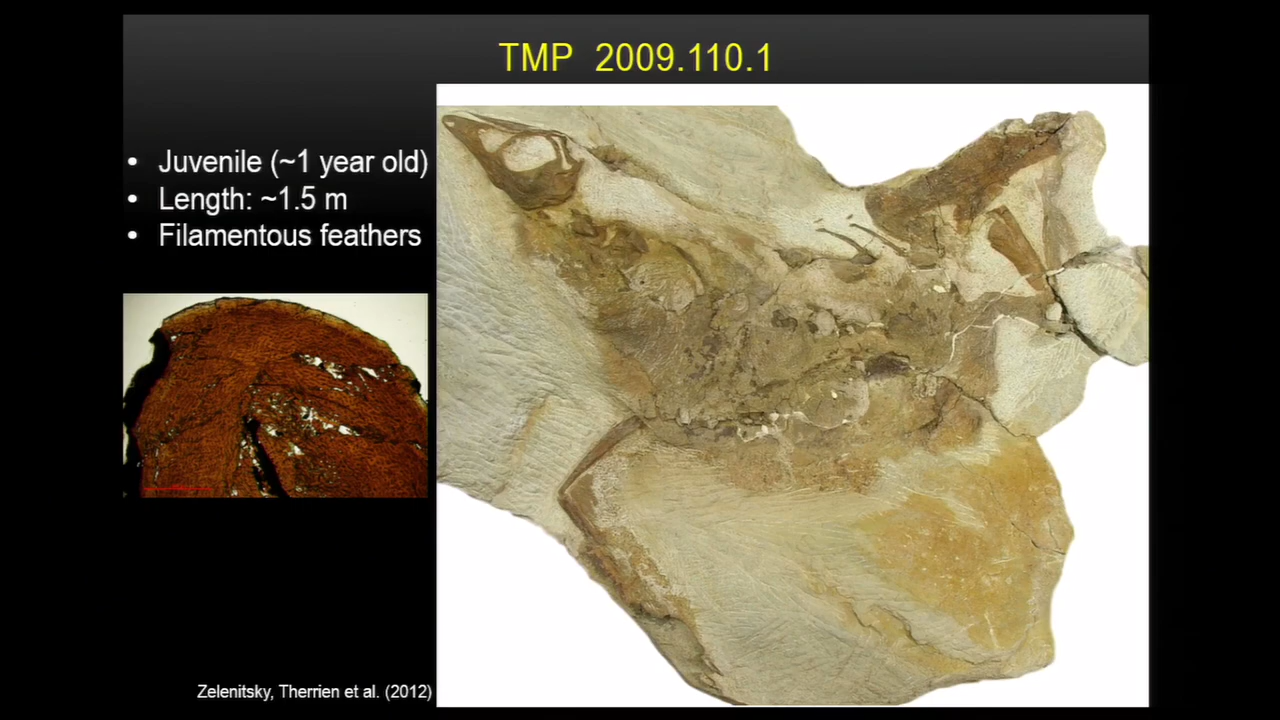 TMP 2009.110.1
• Juvenile (~1 year old)
• Length: ~1.5 m
• Filamentous feathers
Zelenitsky, Therrien et al. (2012)